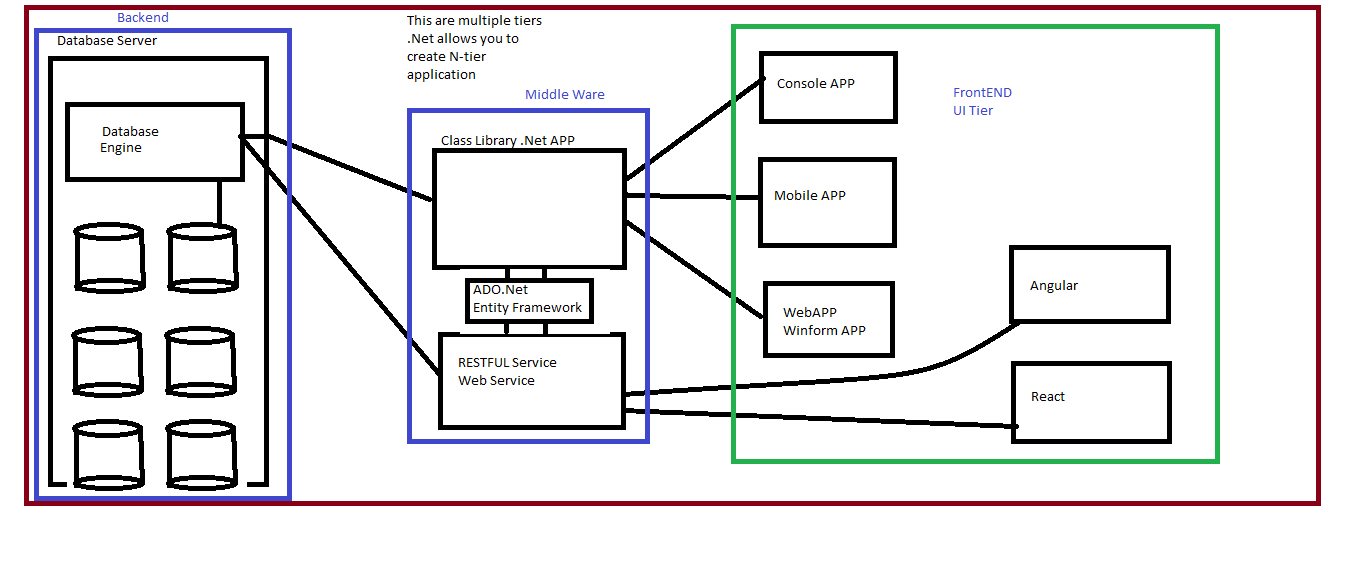 Backend
Database Server
Database
Engine
This are multiple tiers
.Net allows you to
create N-tier
application
Middle Ware
Class Library .Net APP
ADO.Net
Entity Framework
RESTFUL Service
Web Service
FrontEND
UI Tier
Console APP
Mobile APP
WebAPP
Winform APP
Angular
React